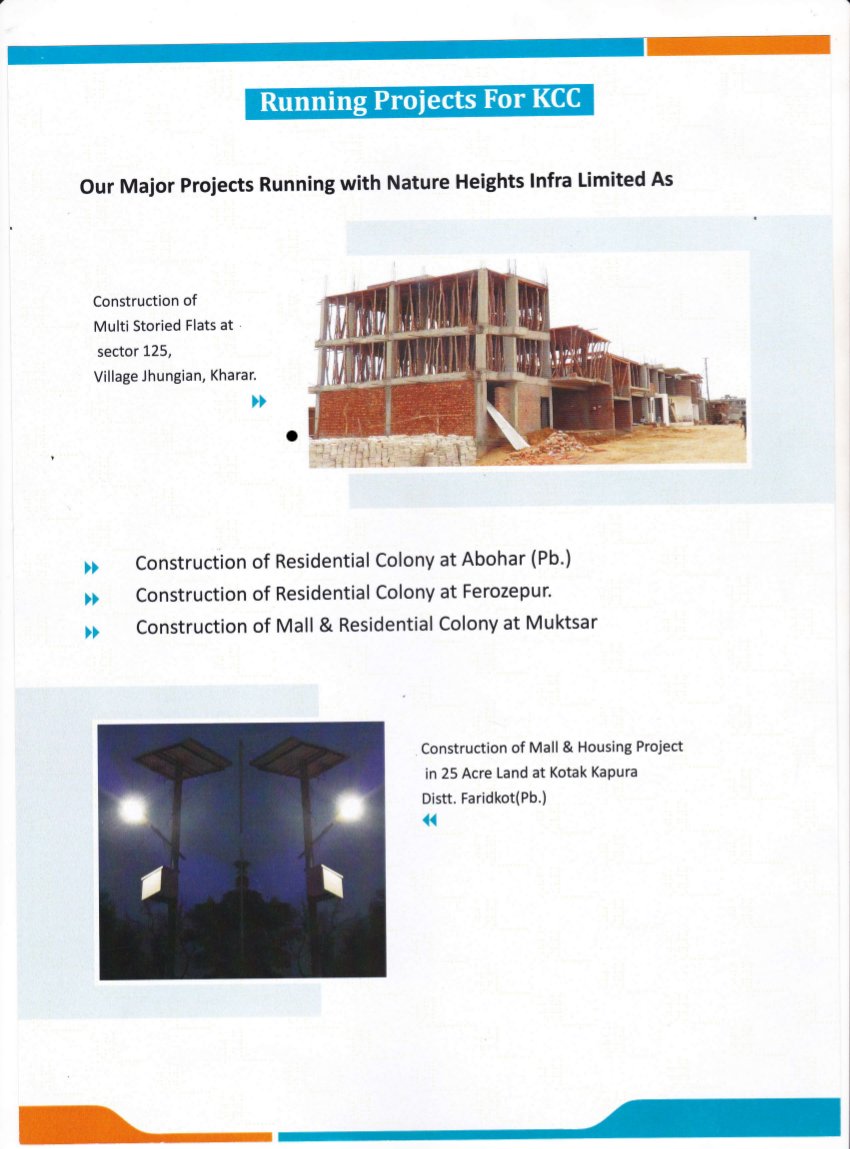 Running Projects For KCC
Our Major Projects Running with Nature Heights Infra Limited As
Construction of
Multi Storied Flats at
sector 125,
Village Jhungian, Kharar.
Construction of Residential Colony at Abohar (Pb.)
Construction of Residential Colony at Ferozepur.
Construction of Mall & Residential Colony at Muktsar
Construction of Mall & Housing Project
in 25 Acre Land at Kotak Kapura
Distt. Faridkot(Pb.)